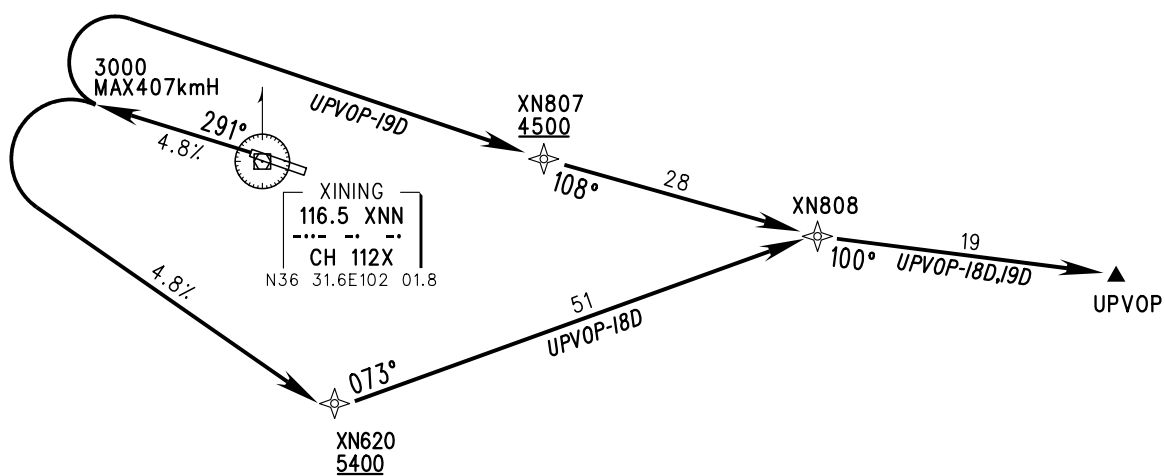 3000
MAX407kmH
291°
4.8%
UPVOP-19D
XN807
4500
108°
28
XN808
XINING
116.5 XNN
CH 112X
N36 31.6E102 01.8
100°
19
UPVOP-18D,19D
UPVOP
4.8%
51
UPVOP-18D
073°
XN620
5400